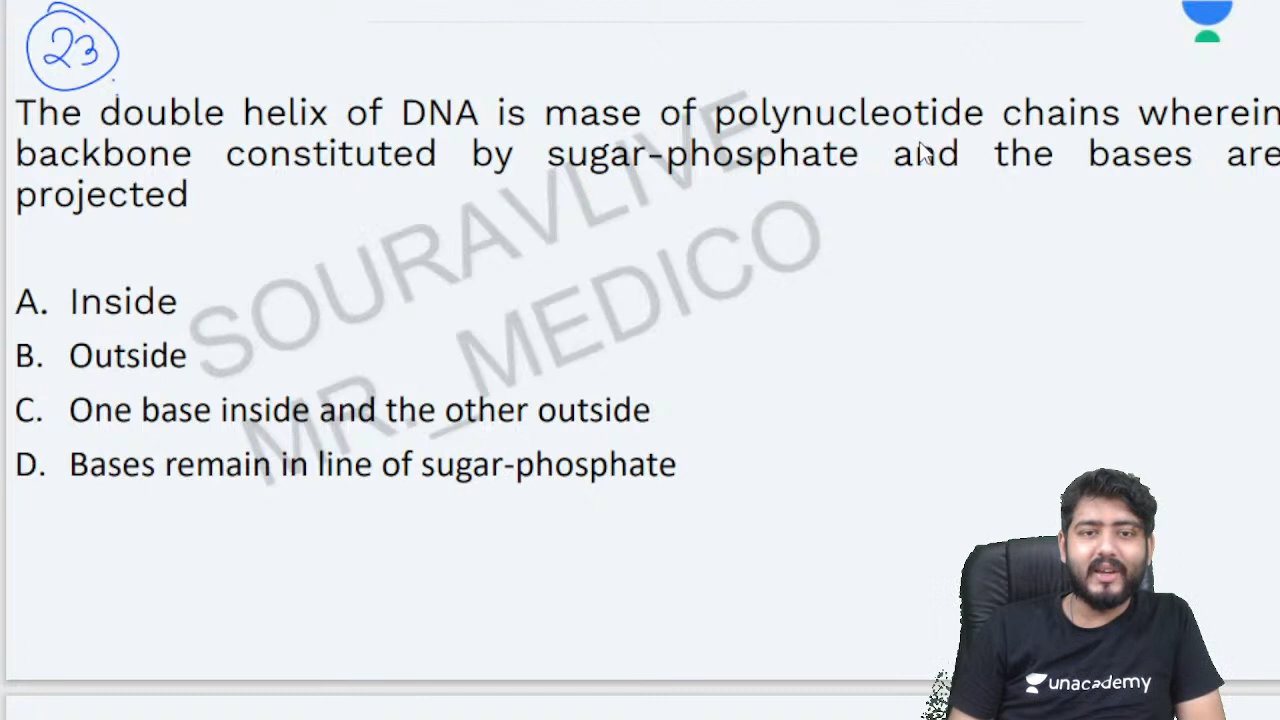 23
The double helix of DNA is mase of polynucleotide chains wherein
backbone constituted by sugar-phosphate and the bases are
projected
SOURAVLIVE
MR._MEDICO
A. Inside
B. Outside
C. One base inside and the other outside
D. Bases remain in line of sugar-phosphate
unacademy